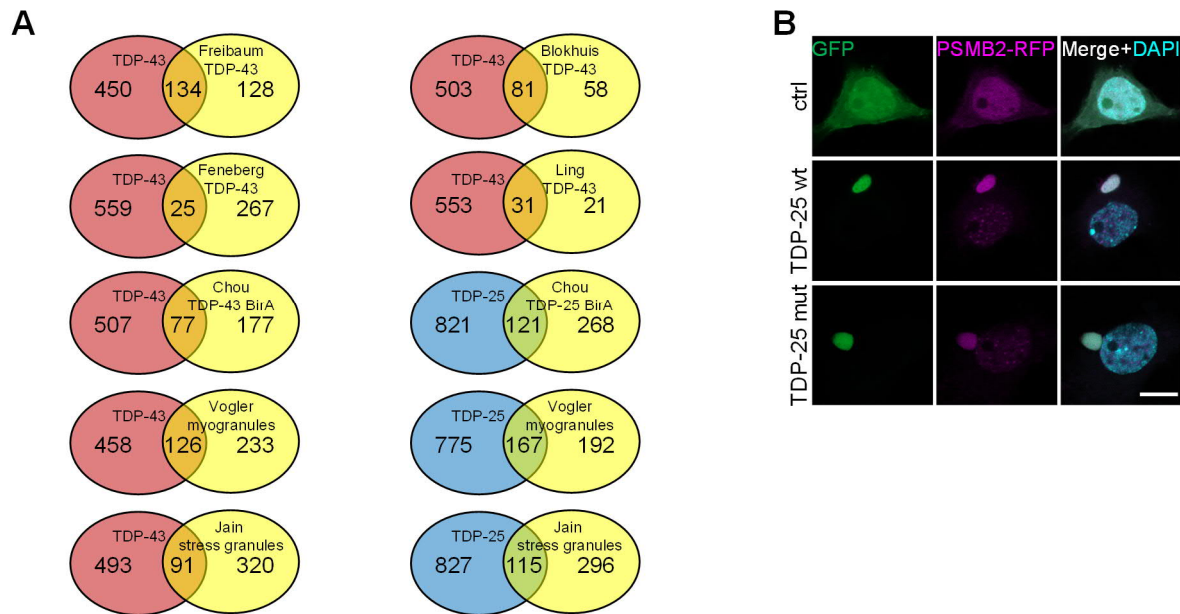 A
TDP-43
Freibaum
TDP-43
450
134
128
TDP-43
Blokhuis
TDP-43
503
81
58
TDP-43
Feneberg
TDP-43
559
25
267
TDP-43
Ling
TDP-43
553
31
21
TDP-43
Chou
TDP-43 BirA
507
77
177
TDP-25
Chou
TDP-25 BirA
821
121
268
TDP-43
Vogler
myogranules
458
126
233
TDP-25
Vogler
myogranules
775
167
192
TDP-43
Jain
stress granules
493
91
320
TDP-25
Jain
stress granules
827
115
296
B
GFP
PSMB2-RFP
Merge+DAPI
ctrl
TDP-25 wt
TDP-25 mut